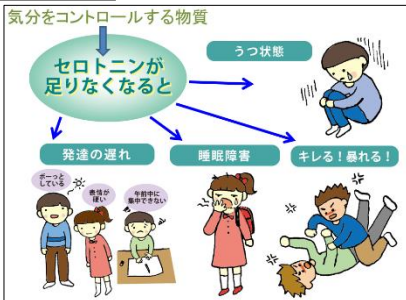 気分をコントロールする物質
セロトニンが
足りなくなると
うつ状態
発達の遅れ
睡眠障害
キレる！暴れる！
ボーっと
している
表情が
硬い
午前中に
集中できない